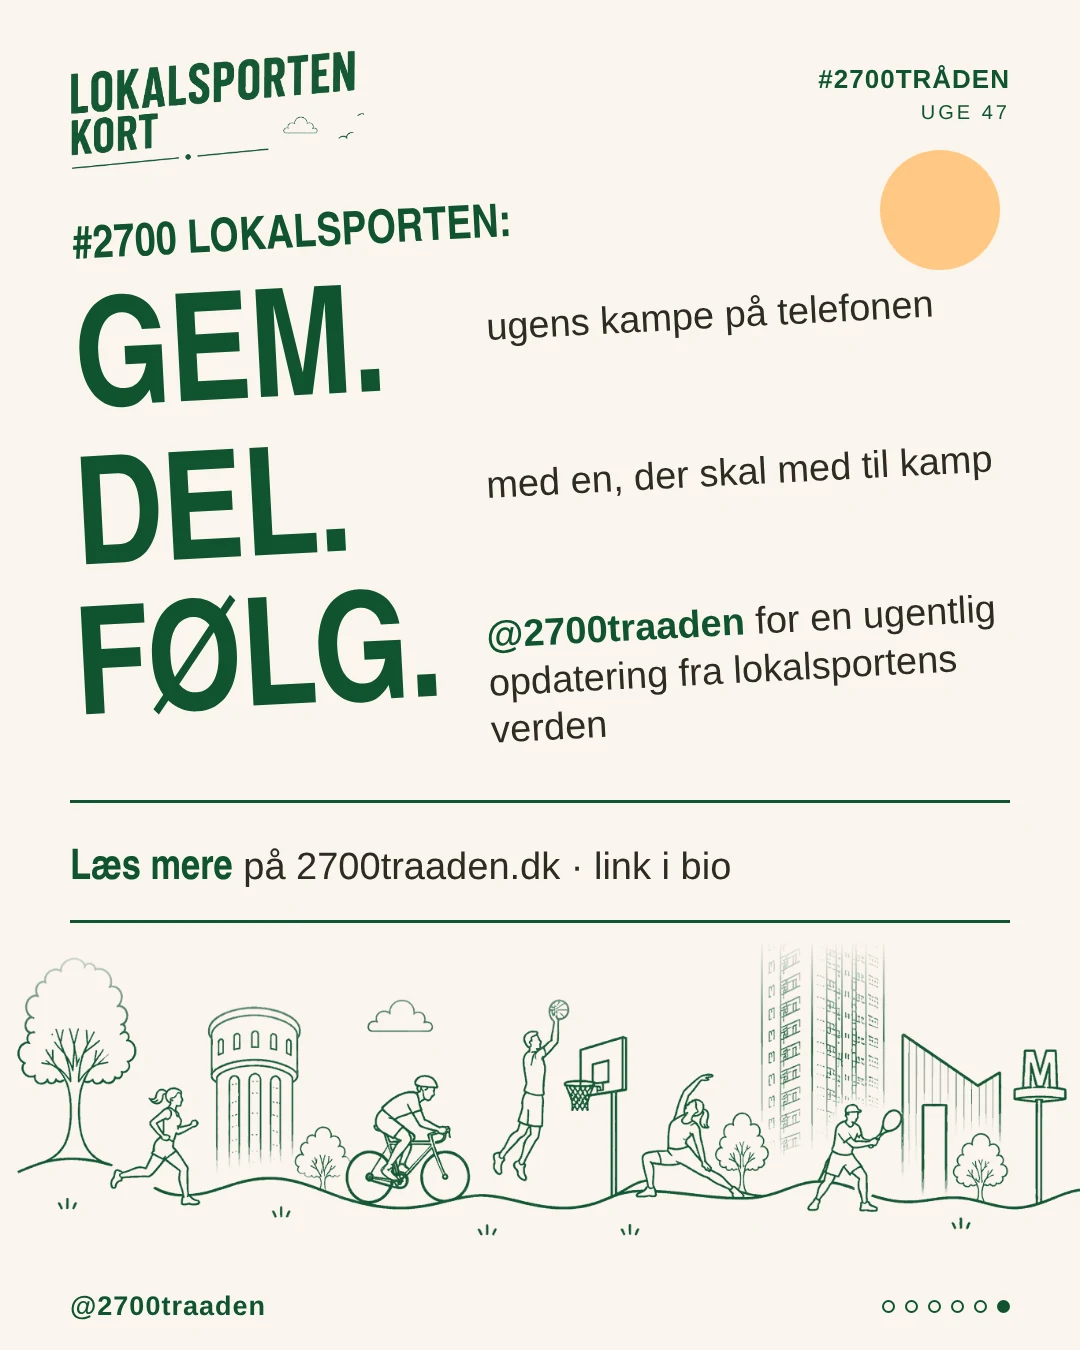 LOKALSPORTEN
KORT
#2700TRÅDEN
UGE 47
#2700 LOKALSPORTEN:
GEM.
ugens kampe på telefonen
DEL.
med en, der skal med til kamp
FØLG.
@2700traaden for en ugentlig
opdatering fra lokalsportens
verden
Læs mere på 2700traaden.dk · link i bio
M
@2700traaden